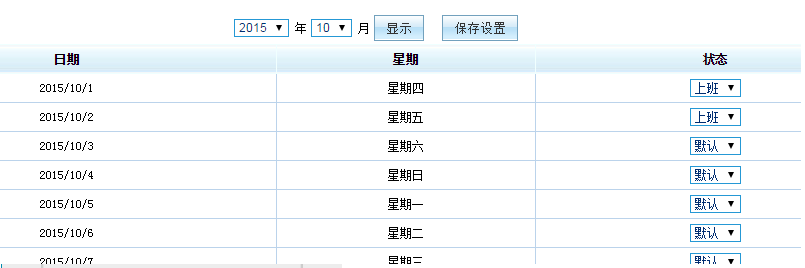 2015 年 10 月 显示 保存设置
日期 星期 状态
2015/10/1 星期四 上班
2015/10/2 星期五 上班
2015/10/3 星期六 默认
2015/10/4 星期日 默认
2015/10/5 星期一 默认
2015/10/6 星期二 默认
2015/10/7 星期三 默认